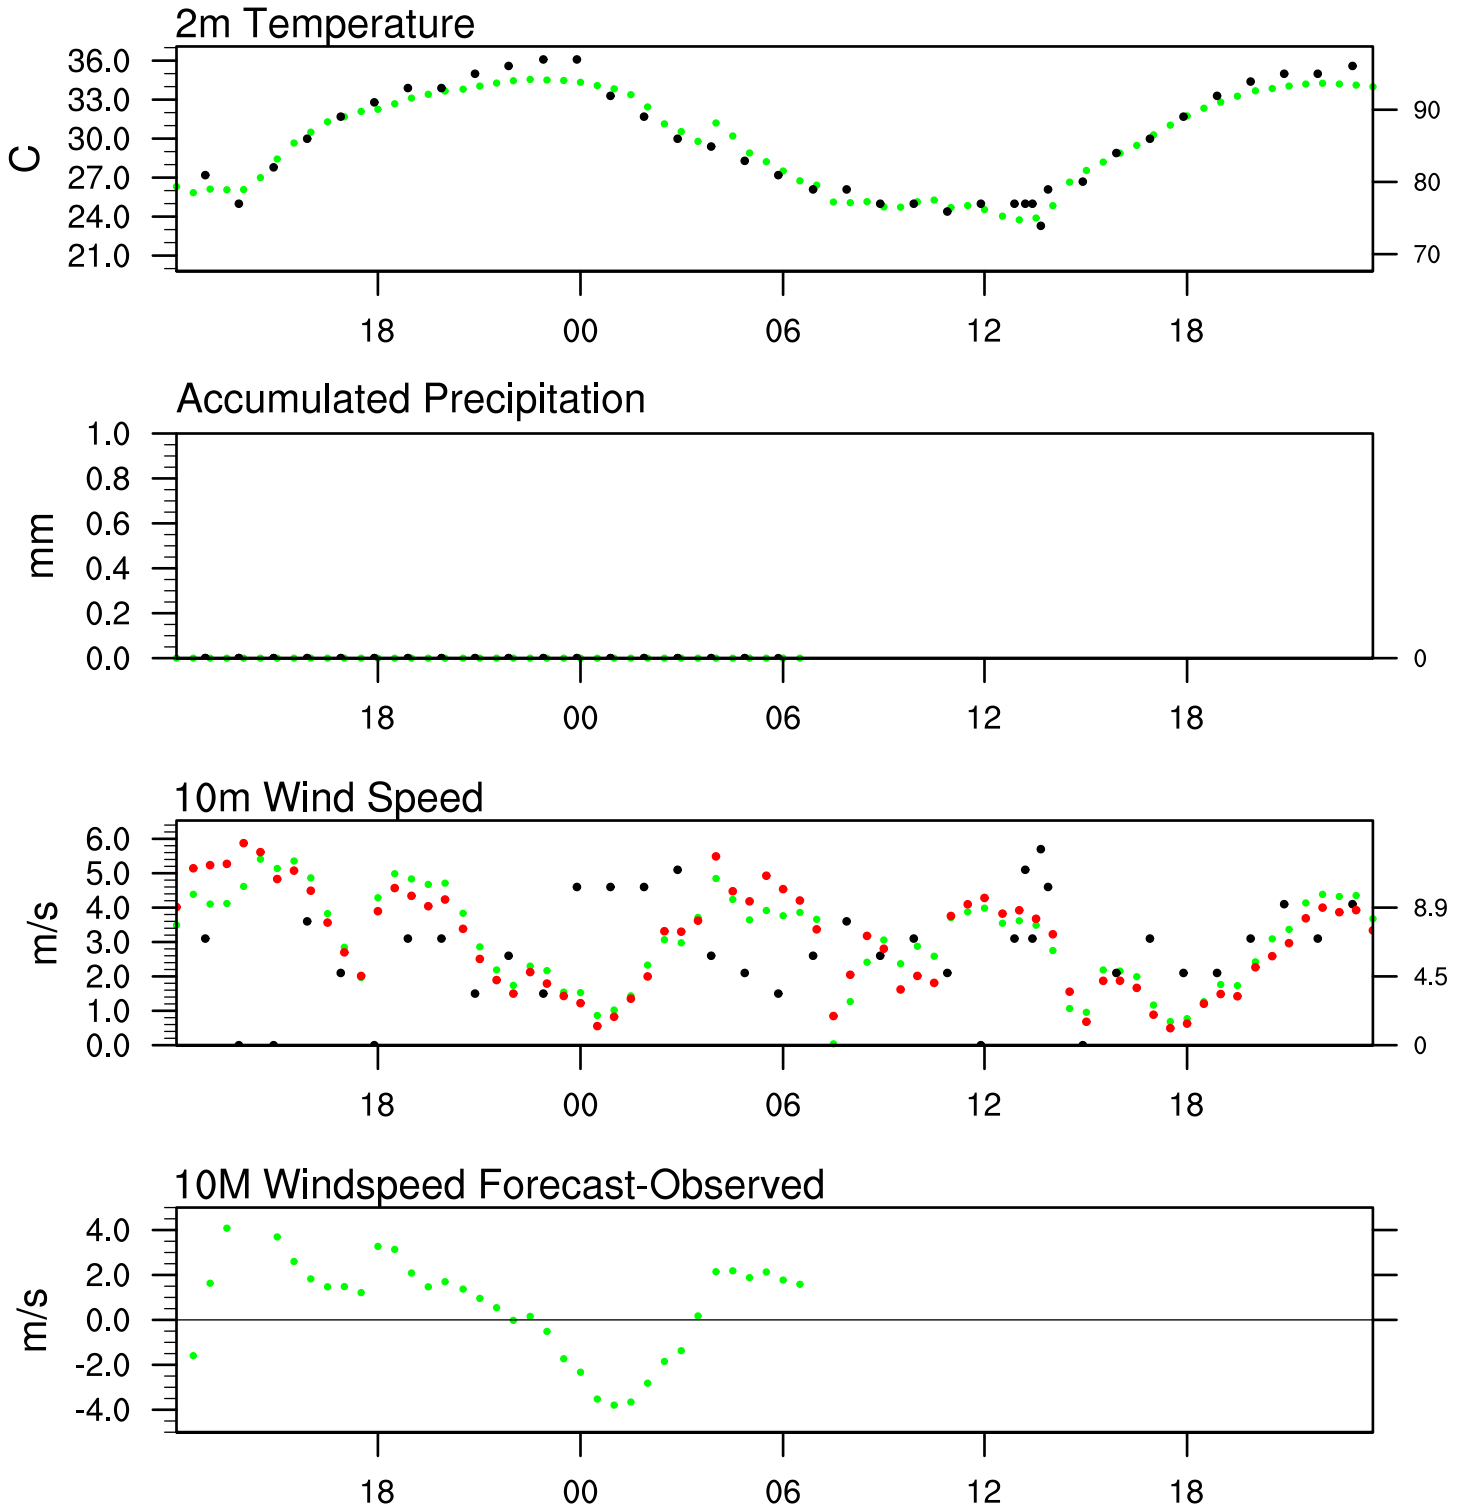 2m Temperature
36.0
33.0
30.0
27.0
24.0
21.0
C
90
80
70
18 00 06 12 18
Accumulated Precipitation
1.0
0.8
0.6
0.4
0.2
0.0
mm
0
18 00 06 12 18
10m Wind Speed
6.0
5.0
4.0
3.0
2.0
1.0
0.0
m/s
8.9
4.5
0
18 00 06 12 18
10M Windspeed Forecast-Observed
4.0
2.0
0.0
-2.0
-4.0
m/s
18 00 06 12 18